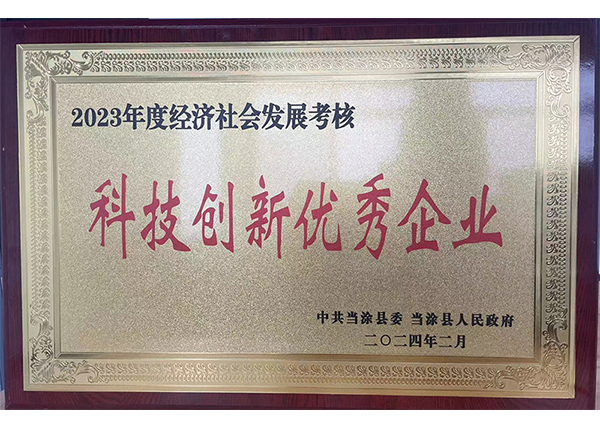 2023年度经济社会发展考核
科技创新优秀企业
中共当涂县委 当涂县人民政府
二〇二四年二月